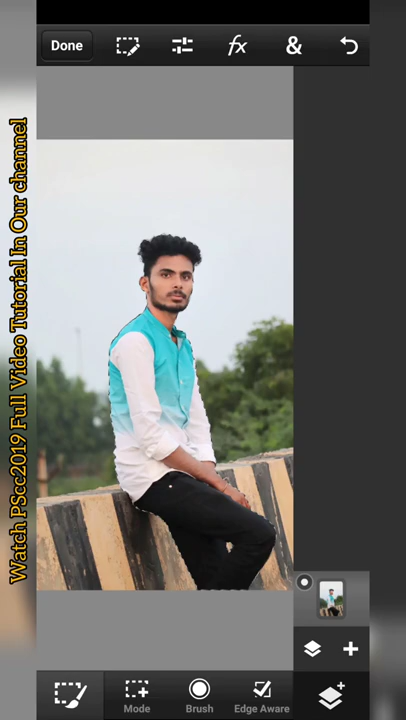 Watch PScc2019 Full Video Tutorial In Our channel
Done
fx
&
Mode
Brush
Edge Aware